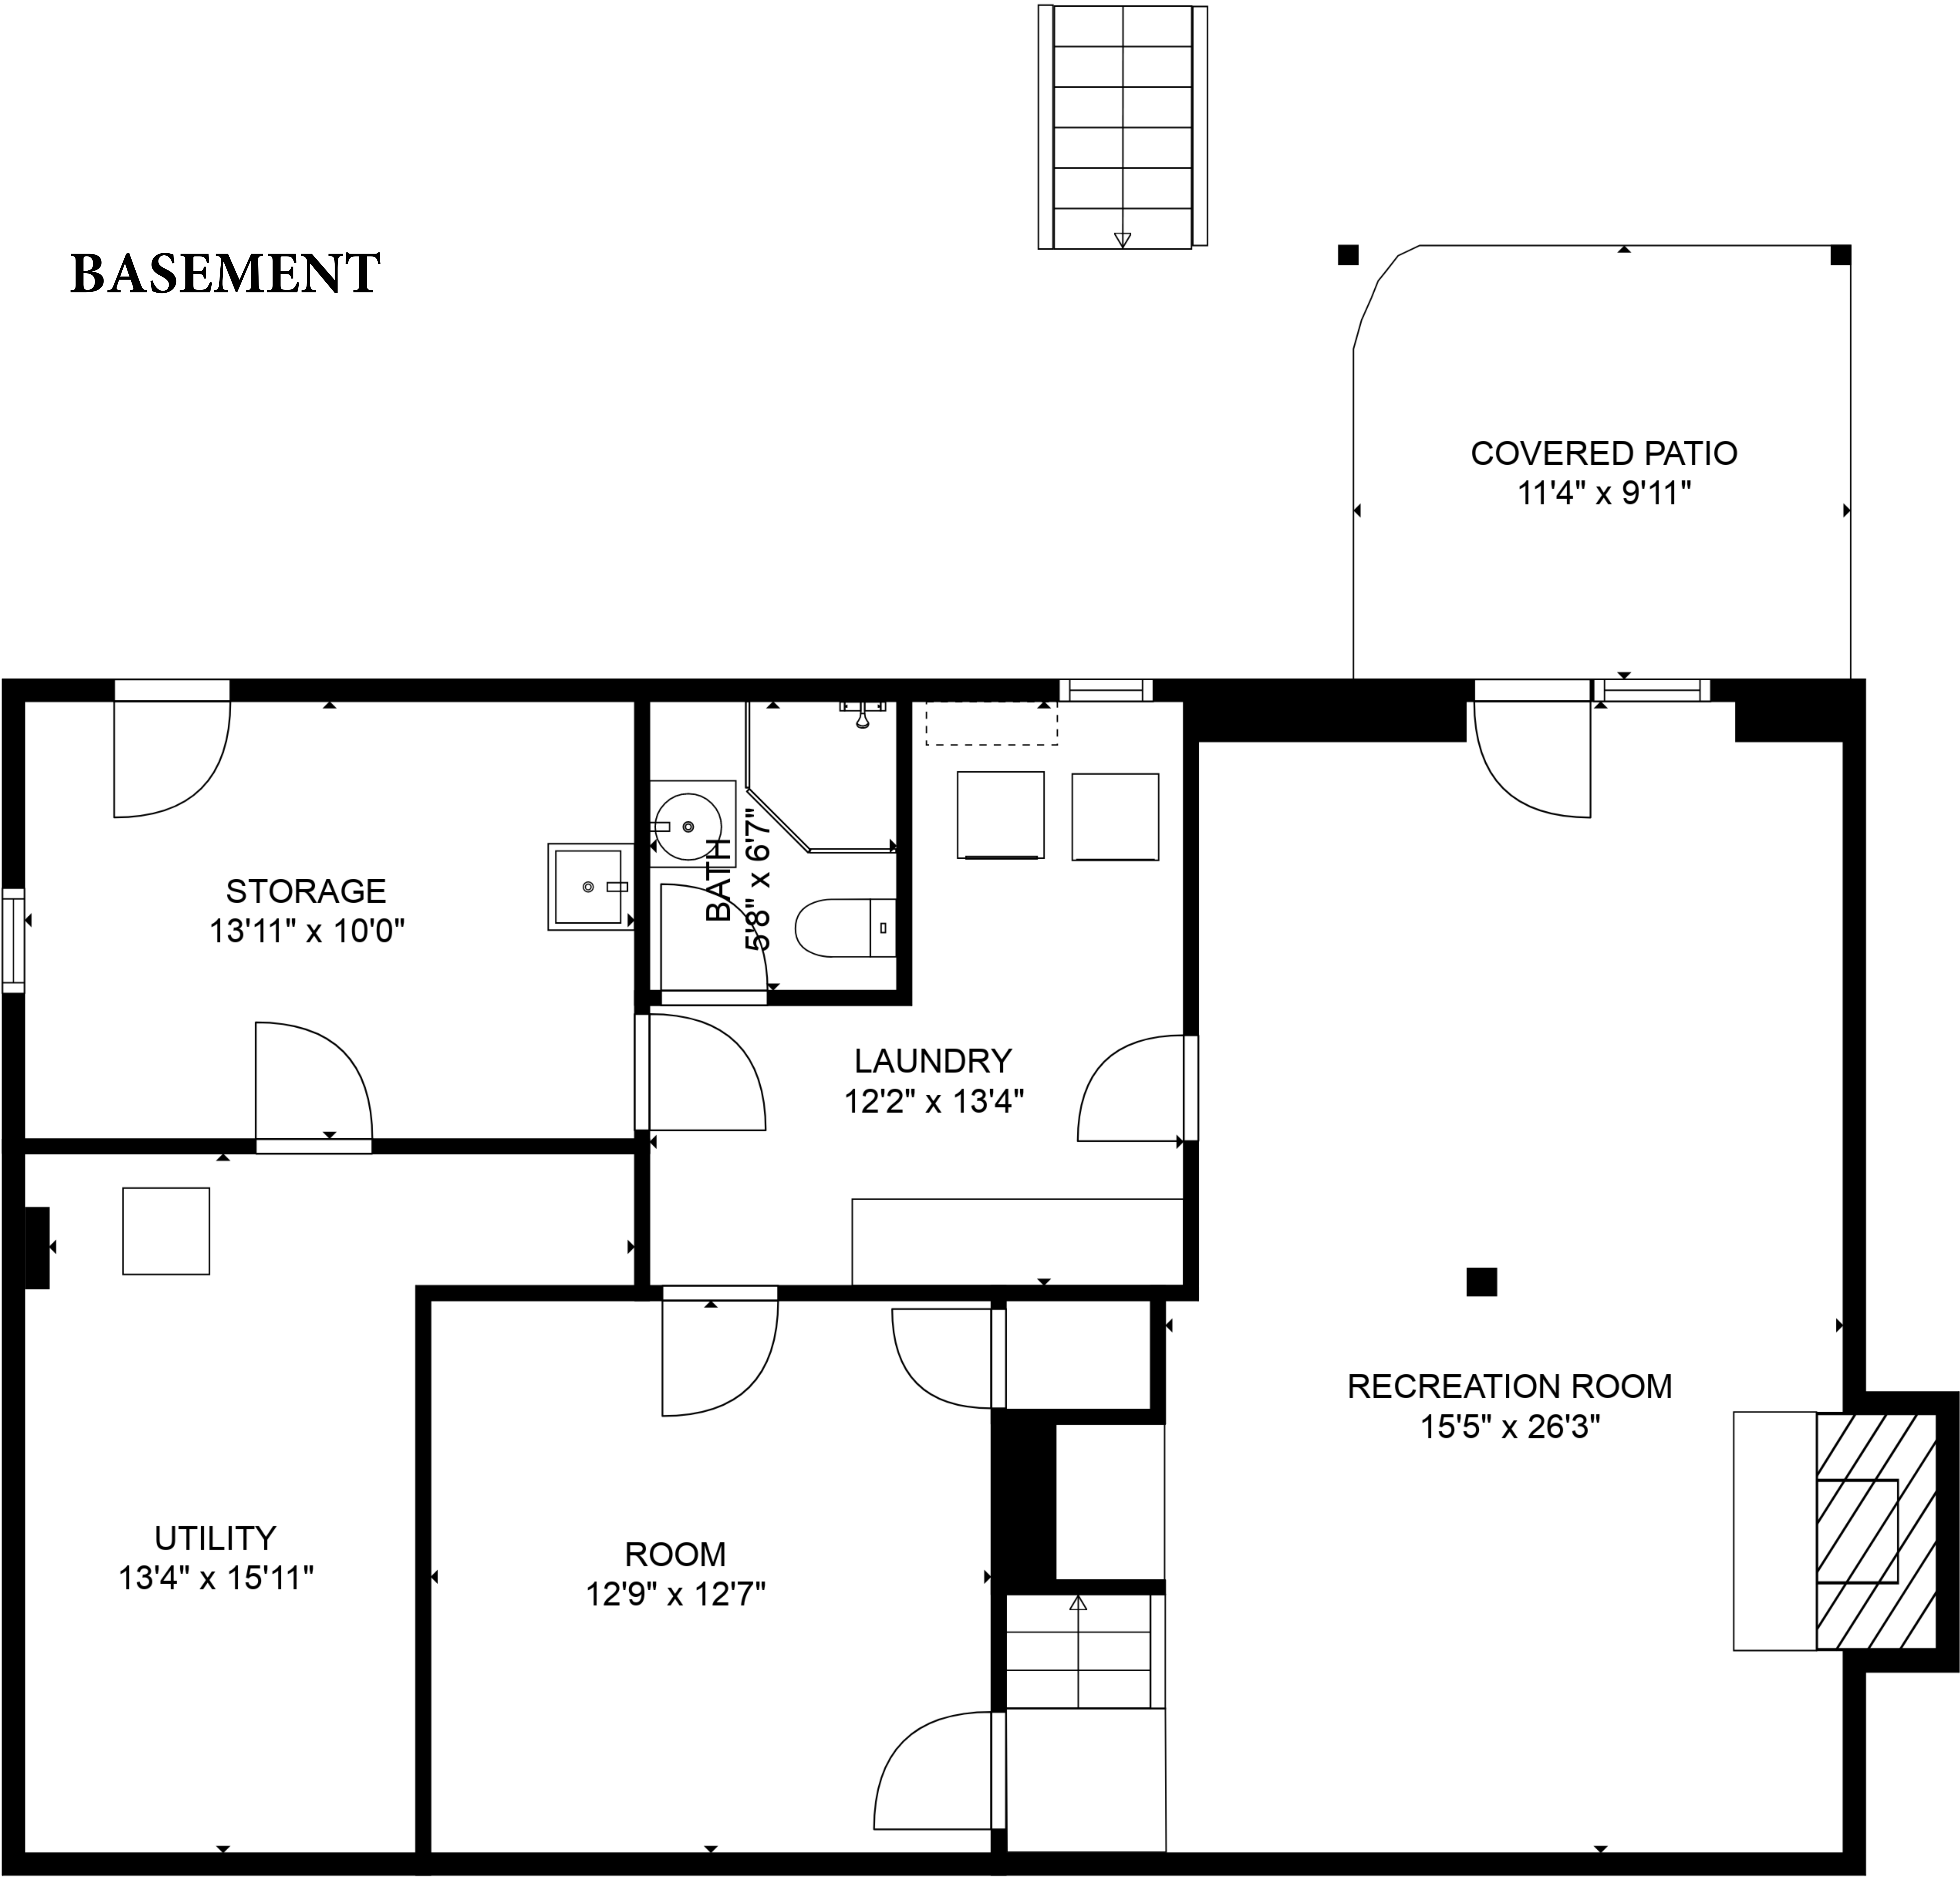 BASEMENT
COVERED PATIO
11'4" x 9'11"
STORAGE
13'11" x 10'0"
BATH
5'8" x 6'7"
LAUNDRY
12'2" x 13'4"
RECREATION ROOM
15'5" x 26'3"
UTILITY
13'4" x 15'11"
ROOM
12'9" x 12'7"